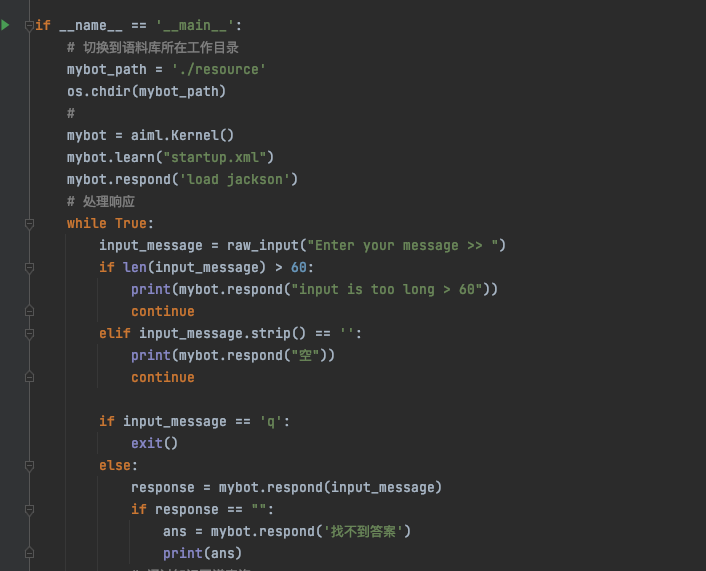 if __name__ == '__main__':
    # 切换到语料库所在工作目录
    mybot_path = './resource'
    os.chdir(mybot_path)
    #
    mybot = aiml.Kernel()
    mybot.learn("startup.xml")
    mybot.respond('load jackson')
    # 处理响应
    while True:
        input_message = raw_input("Enter your message >> ")
        if len(input_message) > 60:
            print(mybot.respond("input is too long > 60"))
            continue
        elif input_message.strip() == '':
            print(mybot.respond("空"))
            continue

        if input_message == 'q':
            exit()
        else:
            response = mybot.respond(input_message)
            if response == "":
                ans = mybot.respond('找不到答案')
                print(ans)